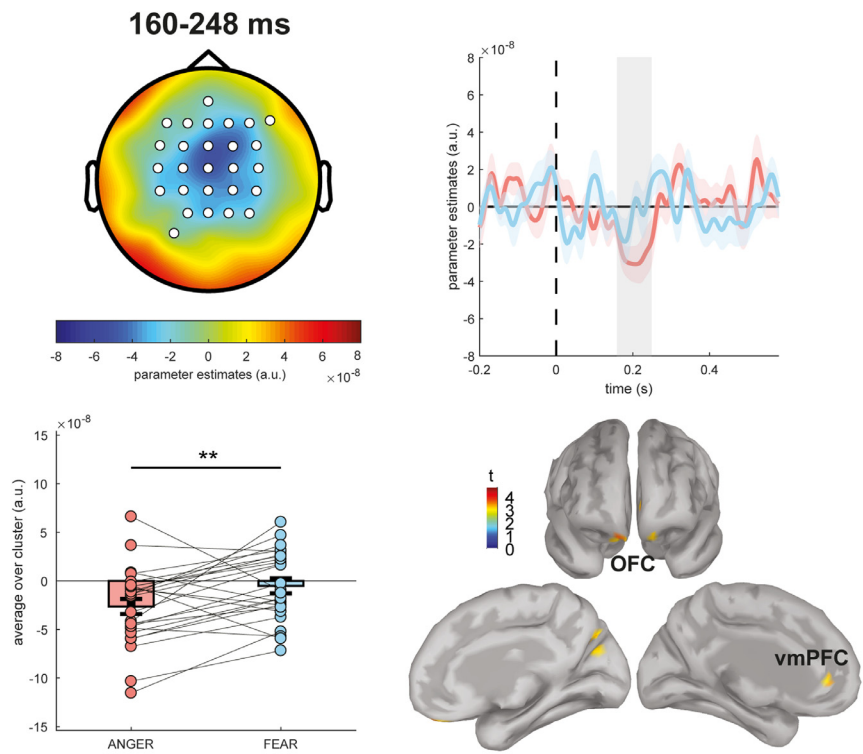 160-248 ms
-8 -6 -4 -2 0 2 4 6 8
parameter estimates (a.u.)
×10⁻⁸
×10⁻⁸
8
6
4
2
0
-2
-4
-6
-8
parameter estimates (a.u.)
-0.2 0 0.2 0.4
time (s)
×10⁻⁸
15
10
5
0
-5
-10
-15
average over cluster (a.u.)
**
ANGER FEAR
t
4
3
2
1
0
OFC
vmPFC